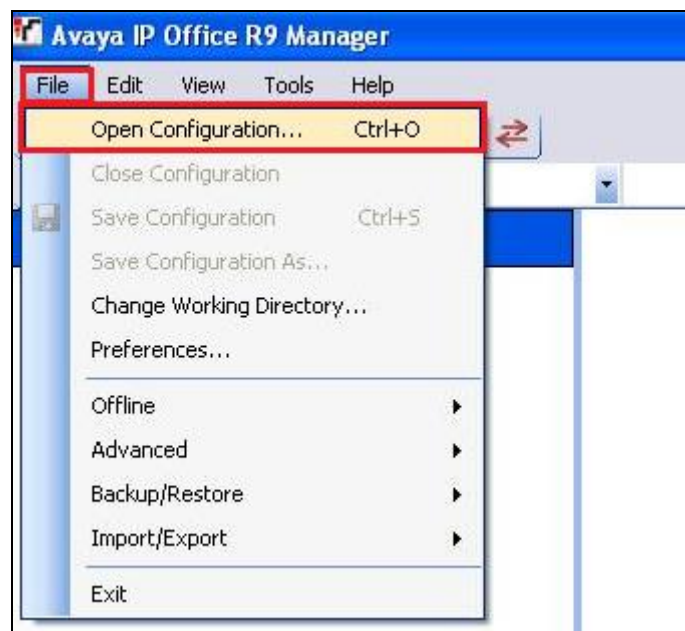 Avaya IP Office R9 Manager
File Edit View Tools Help
Open Configuration... Ctrl+O
Close Configuration
Save Configuration Ctrl+S
Save Configuration As...
Change Working Directory...
Preferences...
Offline
Advanced
Backup/Restore
Import/Export
Exit